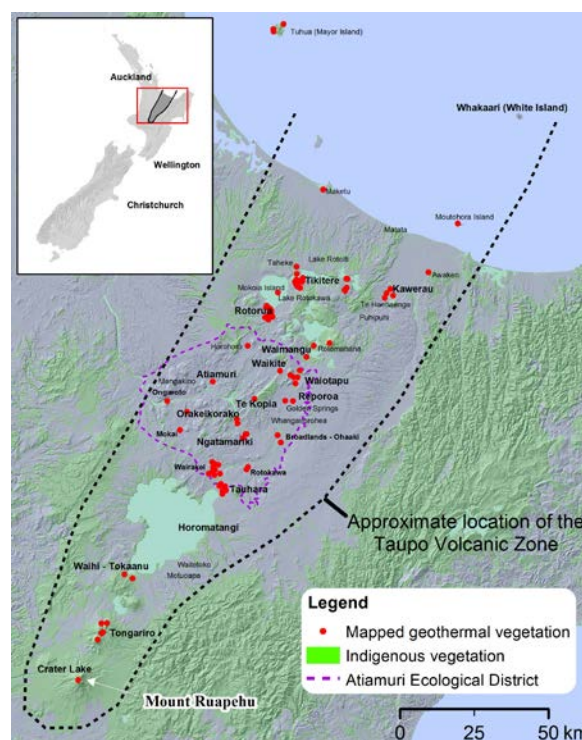 Tuhua (Mayor Island)
Auckland
Whakaari (White Island)
Wellington
Christchurch
Maketu
Moutohora Island
Matata
Lake Rotoiti
Taheke
Tikitere
Awakeri
Mokoia Island
Kawerau
Lake Rotokawa
Te Horoenga
Rotorua
Puhipuhi
Horohoro
Waimangu
Rotomahana
Waikite
Atiamuri
Waiotapu
Mangakino
Ongaroto
Reporoa
Te Kopia
Golden Springs
Orakeikorako
Whangapoohea
Mokai
Ngatamariki
Broadlands - Ohaaki
Wairakei
Rotokawa
Tauhara
Approximate location of the
Taupo Volcanic Zone
Horomatangi
Waihi - Tokaanu
Waitotoko
Motuoapa
Legend
Mapped geothermal vegetation
Tongariro
Indigenous vegetation
Crater Lake
Atiamuri Ecological District
Mount Ruapehu
0 25 50 km